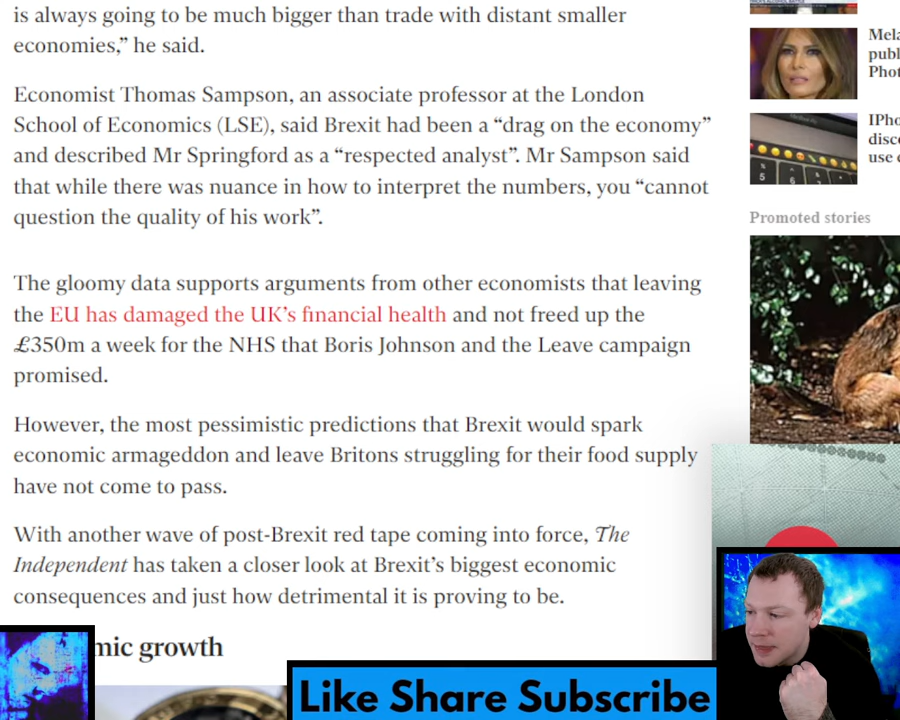 is always going to be much bigger than trade with distant smaller
economies,” he said.
Economist Thomas Sampson, an associate professor at the London
School of Economics (LSE), said Brexit had been a “drag on the economy”
and described Mr Springford as a “respected analyst”. Mr Sampson said
that while there was nuance in how to interpret the numbers, you “cannot
question the quality of his work”.
The gloomy data supports arguments from other economists that leaving
the EU has damaged the UK’s financial health and not freed up the
£350m a week for the NHS that Boris Johnson and the Leave campaign
promised.
However, the most pessimistic predictions that Brexit would spark
economic armageddon and leave Britons struggling for their food supply
have not come to pass.
With another wave of post-Brexit red tape coming into force, The
Independent has taken a closer look at Brexit’s biggest economic
consequences and just how detrimental it is proving to be.
mic growth
Mela
publ
Phot
IPho
disc
use
Promoted stories
5
6
Like Share Subscribe